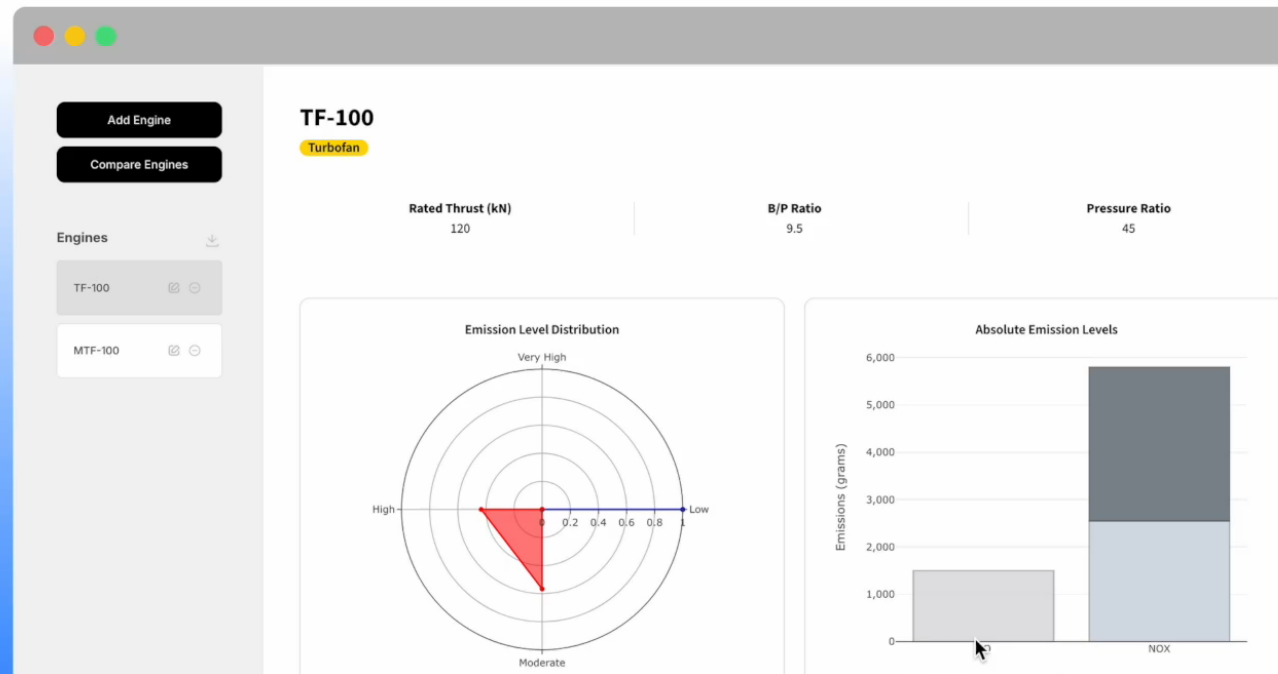 Add Engine
Compare Engines
Engines
TF-100
MTF-100
TF-100
Turbofan
Rated Thrust (kN)
120
B/P Ratio
9.5
Pressure Ratio
45
Emission Level Distribution
Very High
High
Low
0 0.2 0.4 0.6 0.8 1
Moderate
Absolute Emission Levels
Emissions (grams)
6,000
5,000
4,000
3,000
2,000
1,000
0
NOX